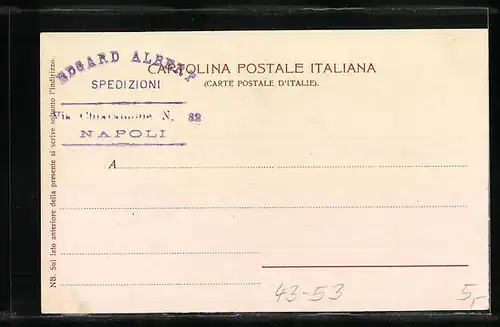 EDGARD ALBERT
CARTOLINA POSTALE ITALIANA
SPEDIZIONI
(CARTE POSTALE D'ITALIE).
Via Chiatamone N. 32
NAPOLI
A
NB. Sul lato anteriore della presente si scrive soltanto l'indirizzo.
43-53
5,-